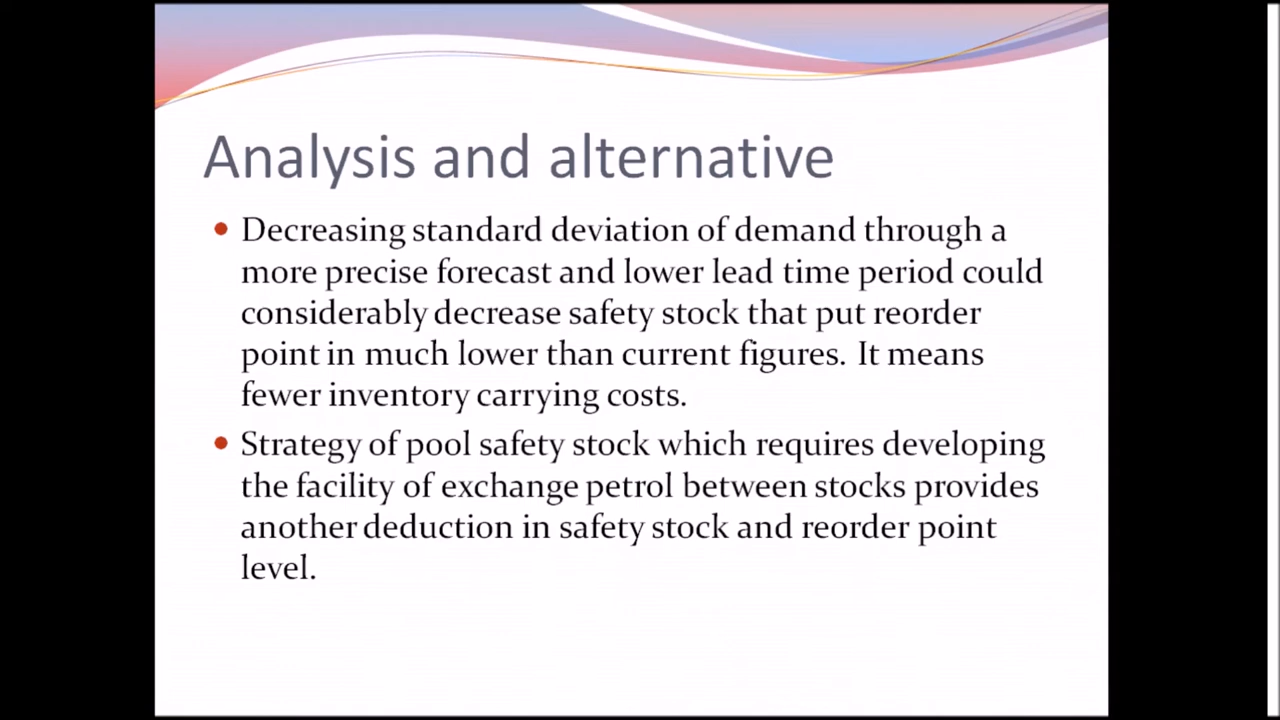 Analysis and alternative
• Decreasing standard deviation of demand through a
more precise forecast and lower lead time period could
considerably decrease safety stock that put reorder
point in much lower than current figures. It means
fewer inventory carrying costs.
• Strategy of pool safety stock which requires developing
the facility of exchange petrol between stocks provides
another deduction in safety stock and reorder point
level.